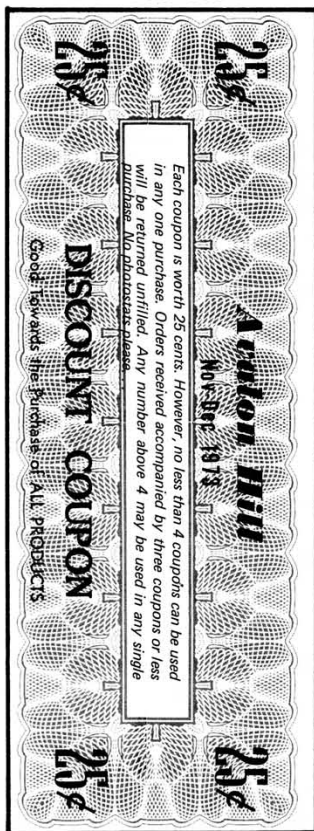 25¢ 25¢
Avalon Hill
Nov-Dec 1973
Each coupon is worth 25 cents. However, no less than 4 coupons can be used
in any one purchase. Orders received accompanied by three coupons or less
will be returned unfilled. Any number above 4 may be used in any single
purchase. No photostats please. . .
DISCOUNT COUPON
Good Towards the Purchase of ALL PRODUCTS
25¢ 25¢